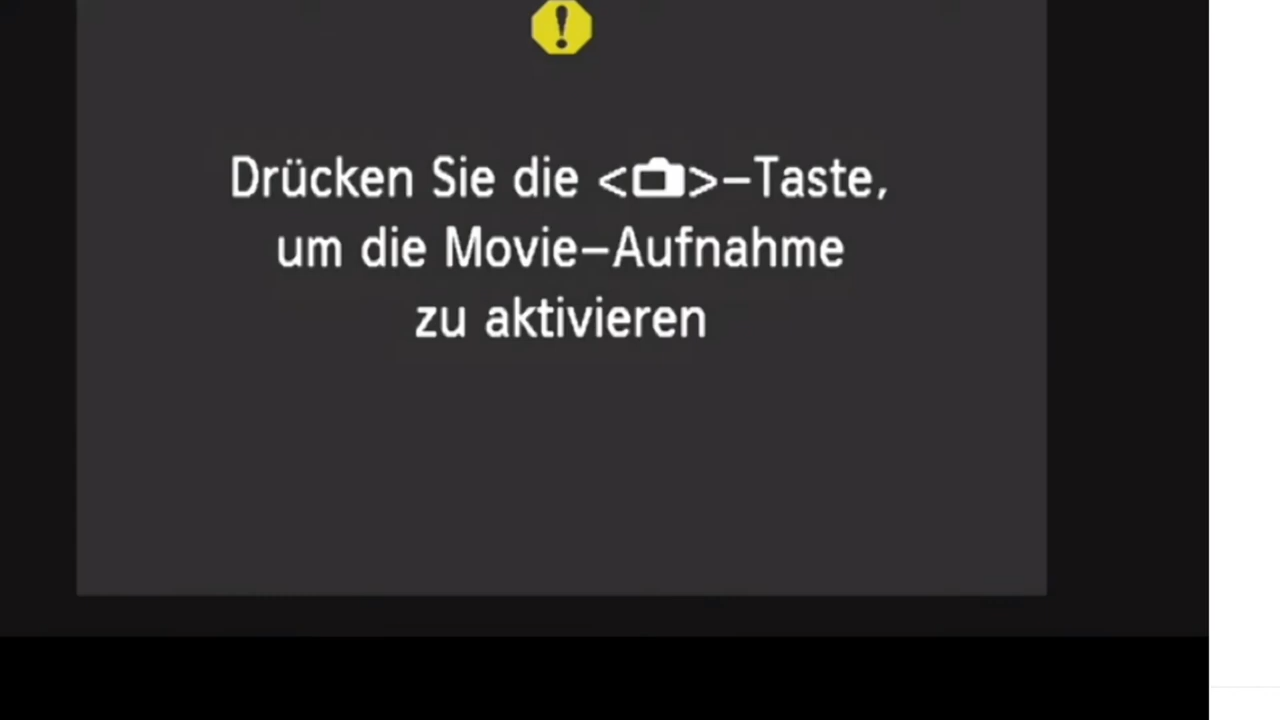 Drücken Sie die <📷>-Taste,
um die Movie-Aufnahme
zu aktivieren